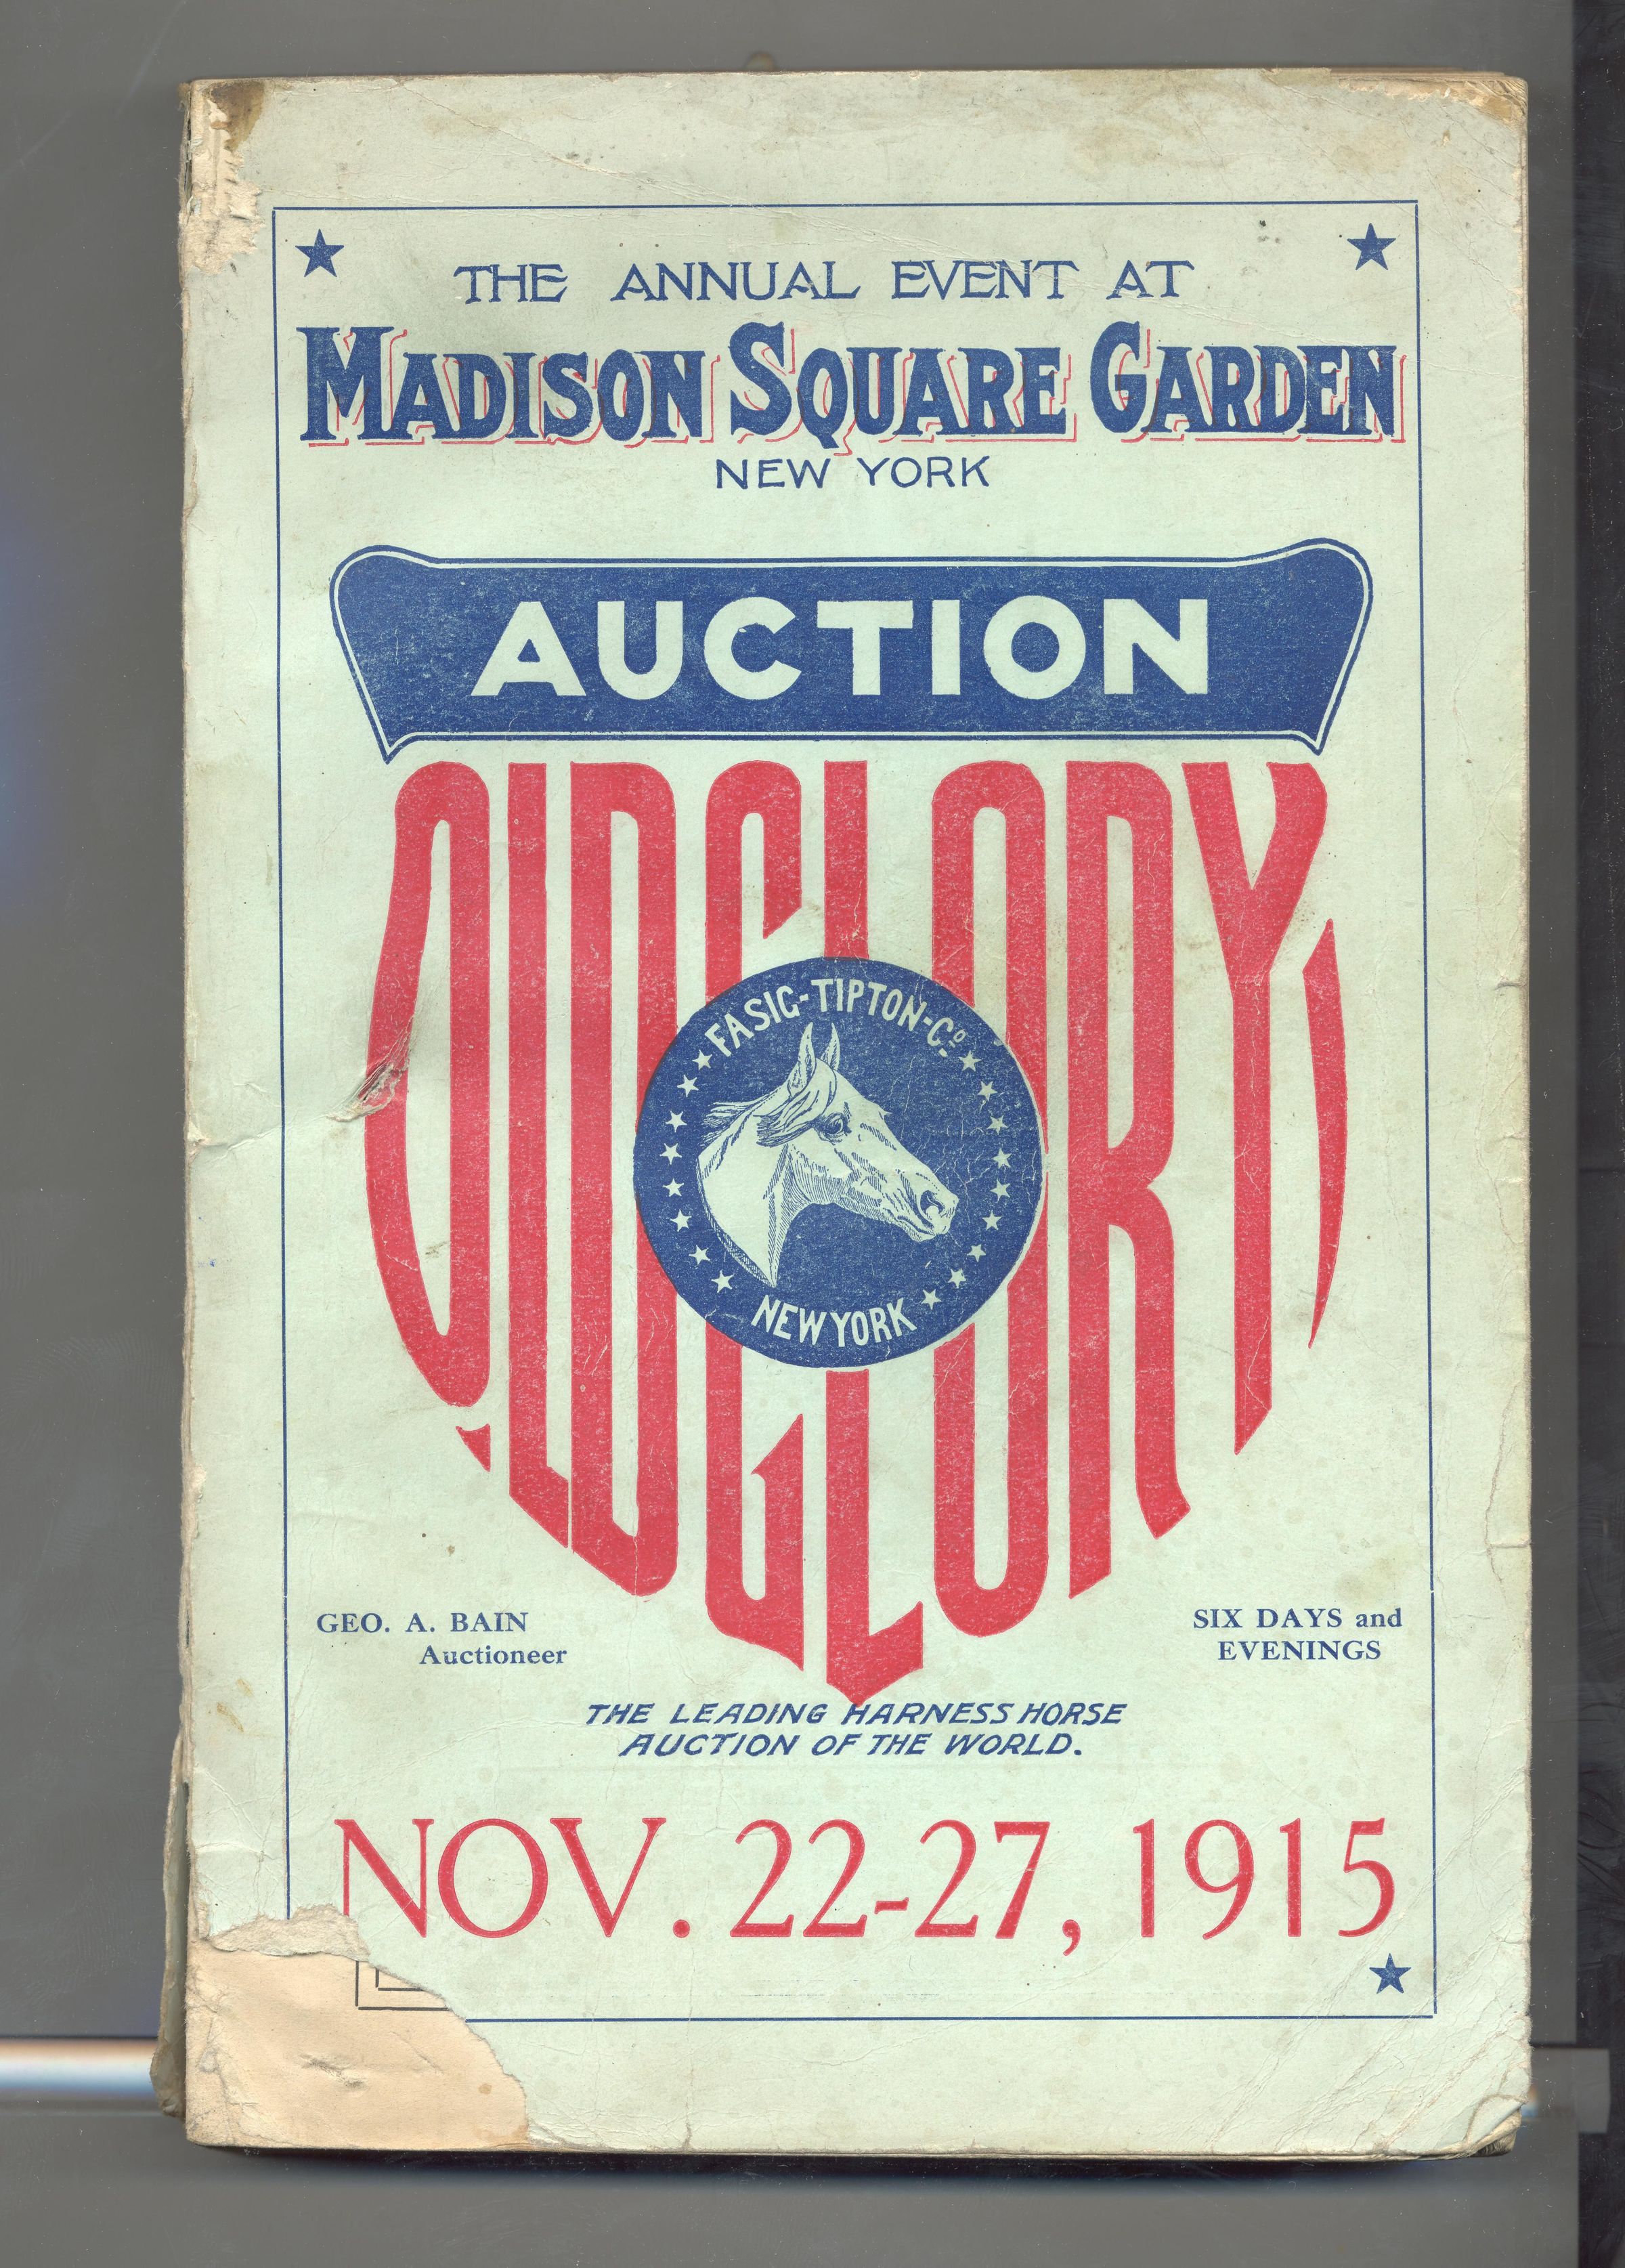 THE ANNUAL EVENT AT
MADISON SQUARE GARDEN
NEW YORK
AUCTION
OLD GLORY
FASIG-TIPTON-Co.
NEW YORK
GEO. A. BAIN
Auctioneer
SIX DAYS and
EVENINGS
THE LEADING HARNESS HORSE
AUCTION OF THE WORLD.
NOV. 22-27, 1915